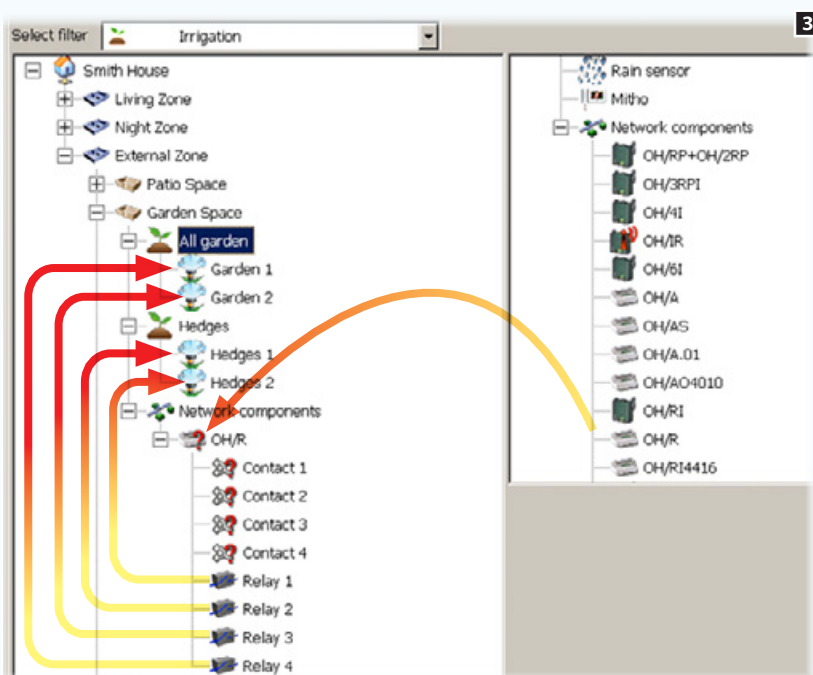 3
Select filter Irrigation
Smith House
Living Zone
Night Zone
External Zone
Patio Space
Garden Space
All garden
Garden 1
Garden 2
Hedges
Hedges 1
Hedges 2
Network components
OH/R
Contact 1
Contact 2
Contact 3
Contact 4
Relay 1
Relay 2
Relay 3
Relay 4
Rain sensor
Mitho
Network components
OH/RP+OH/2RP
OH/3RPI
OH/4I
OH/IR
OH/6I
OH/A
OH/AS
OH/A.01
OH/AO4010
OH/RI
OH/R
OH/RI4416